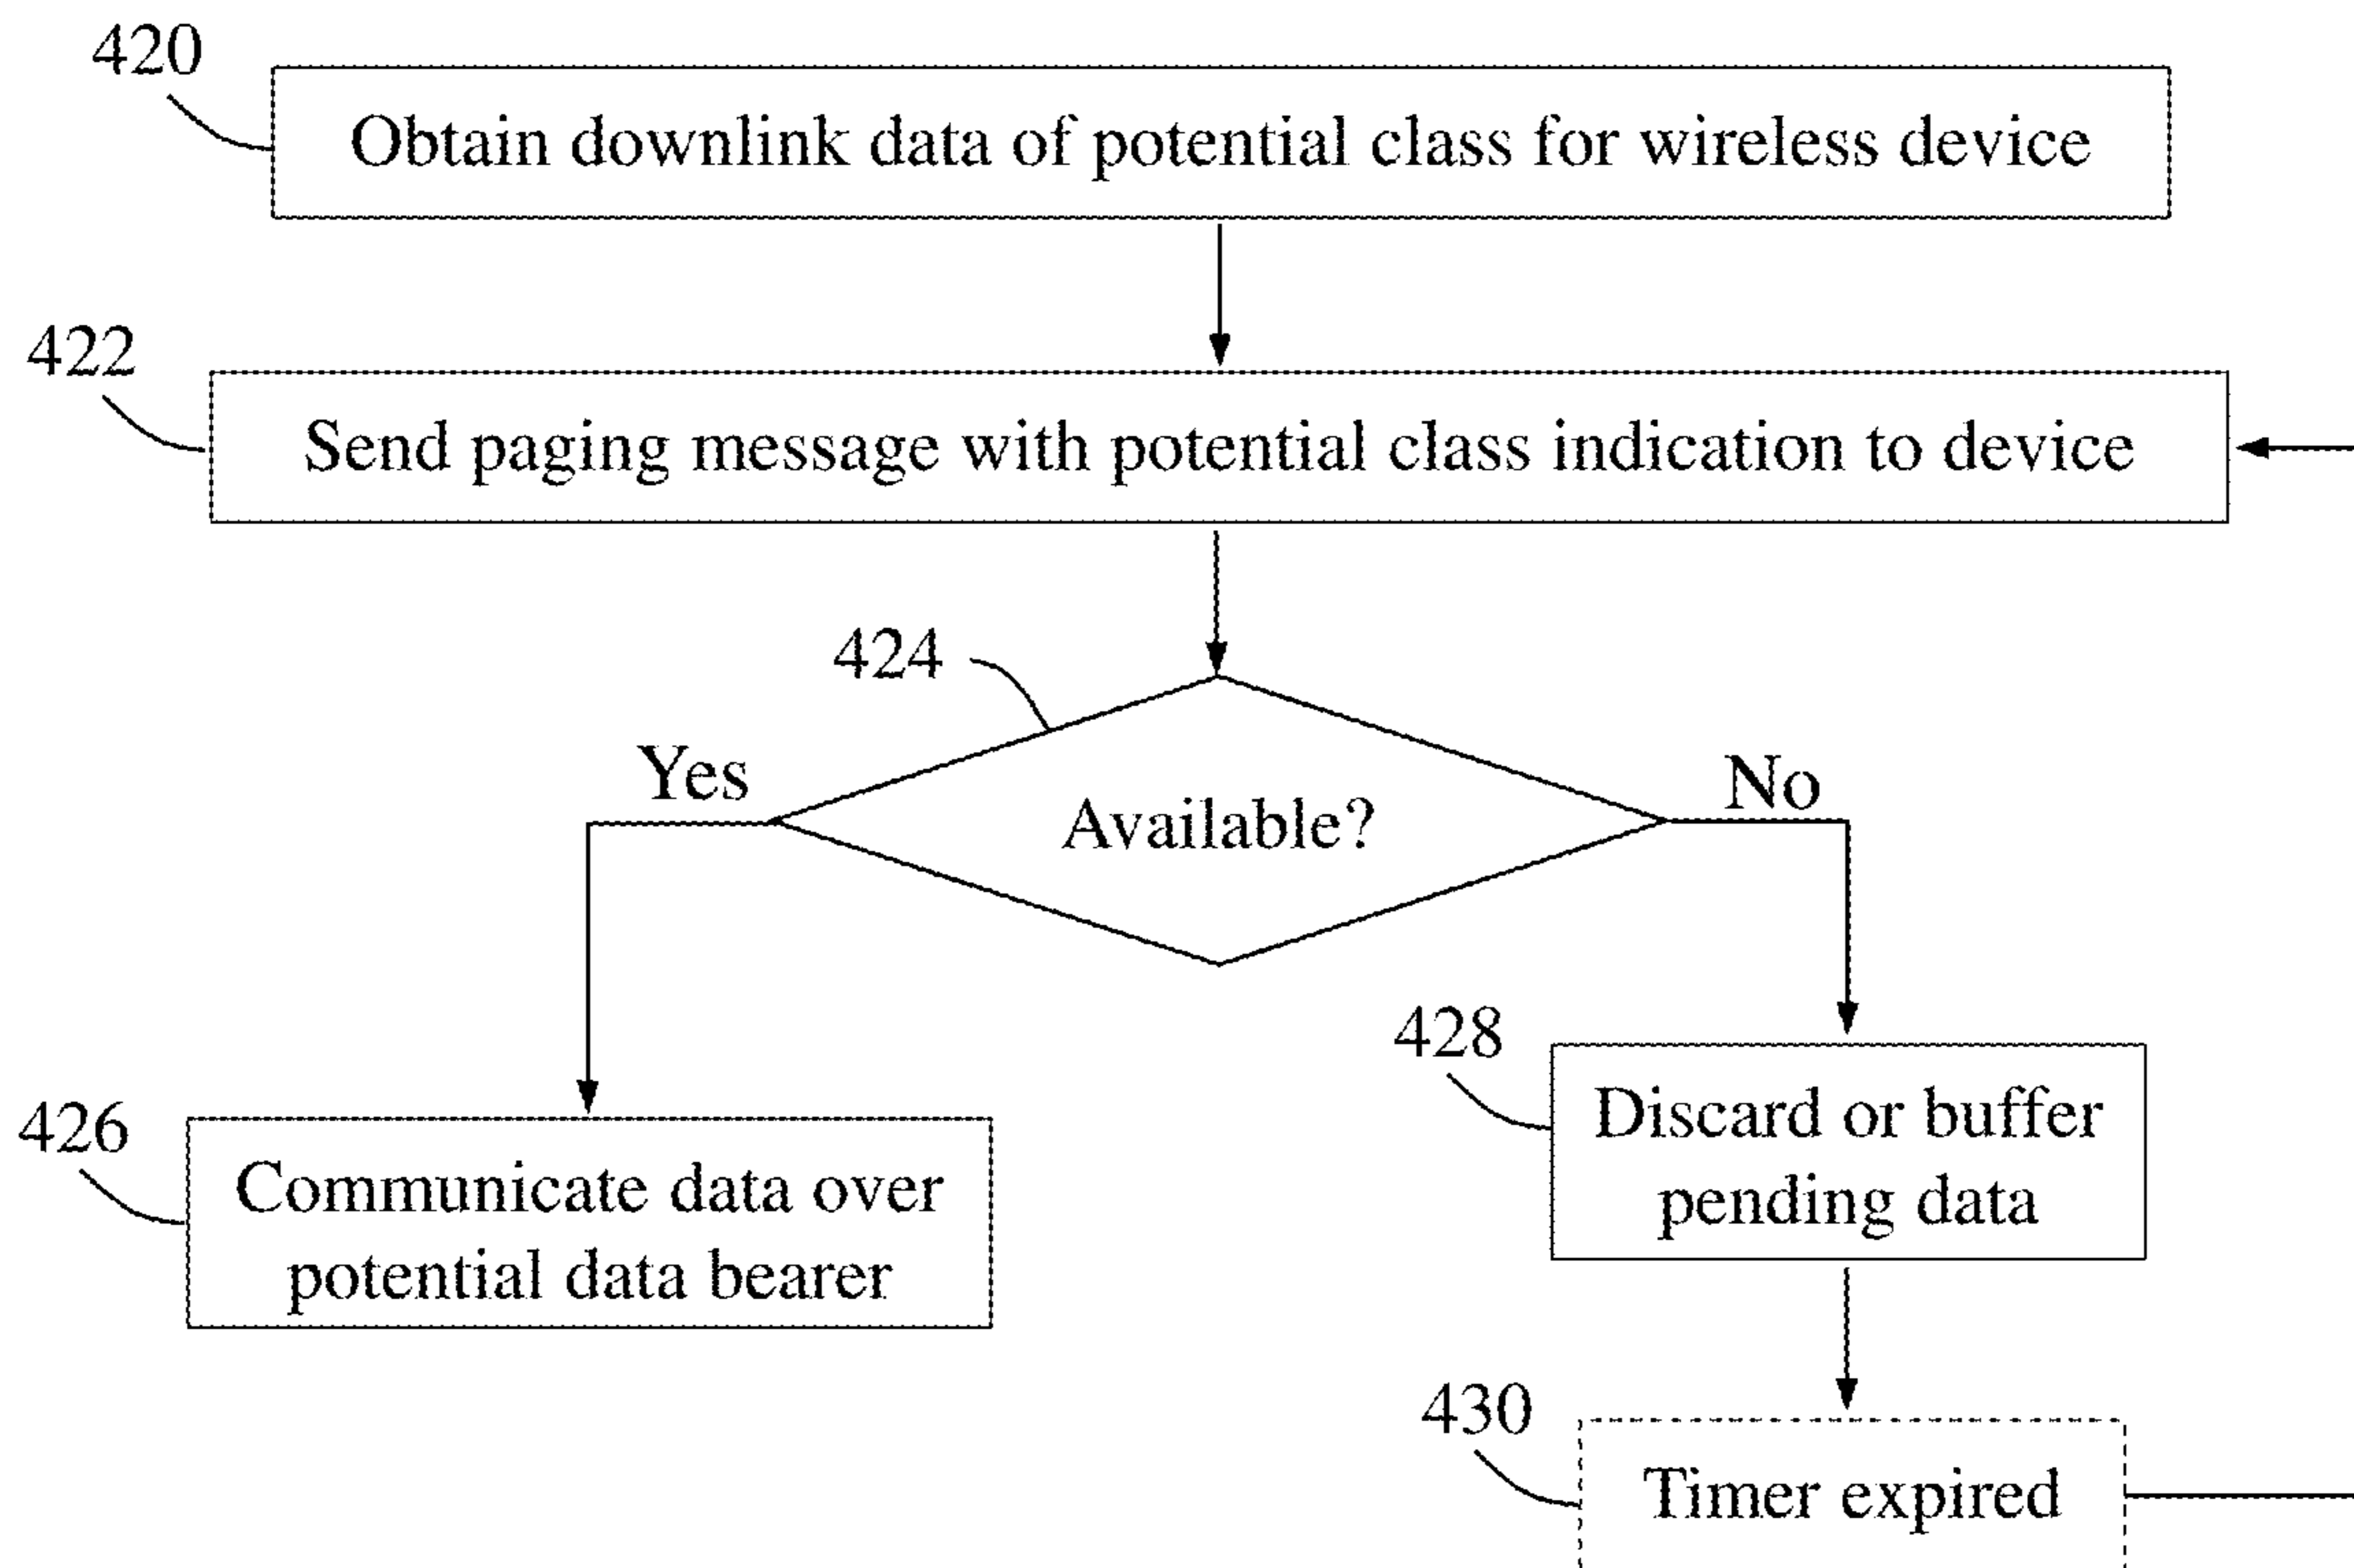 420
Obtain downlink data of potential class for wireless device
422
Send paging message with potential class indication to device
424
Yes
No
Available?
428
Discard or buffer
pending data
426
Communicate data over
potential data bearer
430
Timer expired